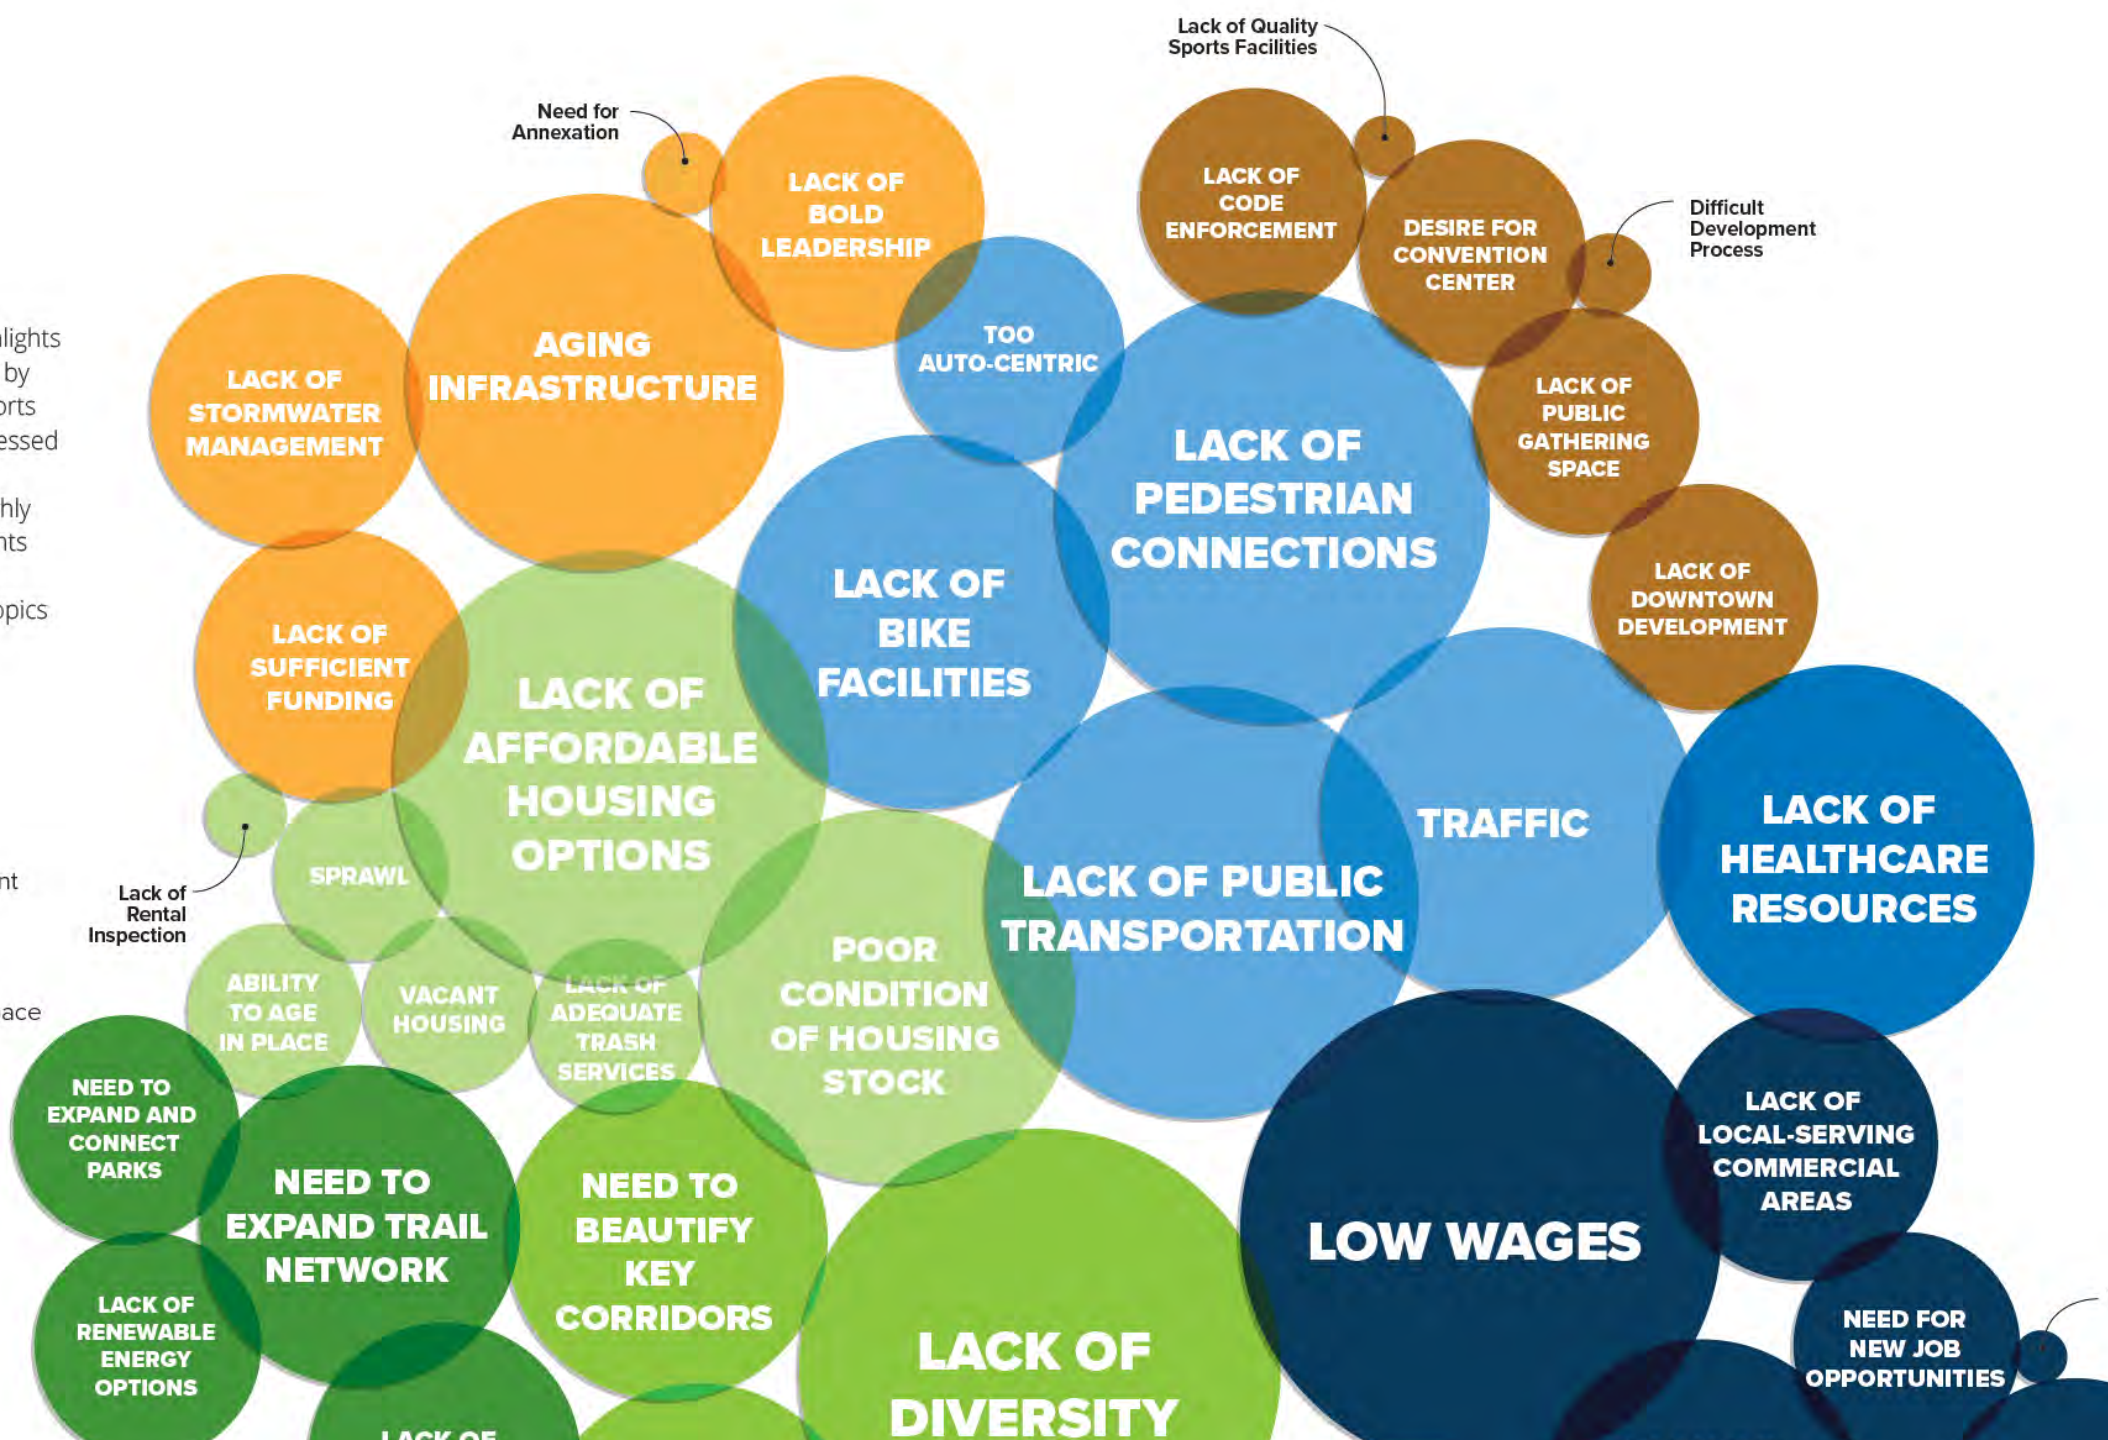 Lack of Quality
Sports Facilities
Need for
Annexation
LACK OF
BOLD
LEADERSHIP
LACK OF
CODE
ENFORCEMENT
DESIRE FOR
CONVENTION
CENTER
Difficult
Development
Process
LACK OF
STORMWATER
MANAGEMENT
AGING
INFRASTRUCTURE
TOO
AUTO-CENTRIC
LACK OF
PEDESTRIAN
CONNECTIONS
LACK OF
PUBLIC
GATHERING
SPACE
by
LACK OF
SUFFICIENT
FUNDING
LACK OF
AFFORDABLE
HOUSING
OPTIONS
LACK OF
BIKE
FACILITIES
LACK OF
DOWNTOWN
DEVELOPMENT
TRAFFIC
LACK OF
HEALTHCARE
RESOURCES
LACK OF PUBLIC
TRANSPORTATION
Lack of
Rental
Inspection
SPRAWL
ABILITY
TO AGE
IN PLACE
VACANT
HOUSING
LACK OF
ADEQUATE
TRASH
SERVICES
POOR
CONDITION
OF HOUSING
STOCK
NEED TO
EXPAND AND
CONNECT
PARKS
NEED TO
EXPAND TRAIL
NETWORK
NEED TO
BEAUTIFY
KEY
CORRIDORS
LOW WAGES
LACK OF
LOCAL-SERVING
COMMERCIAL
AREAS
LACK OF
RENEWABLE
ENERGY
OPTIONS
LACK OF
DIVERSITY
NEED FOR
NEW JOB
OPPORTUNITIES
LACK OF